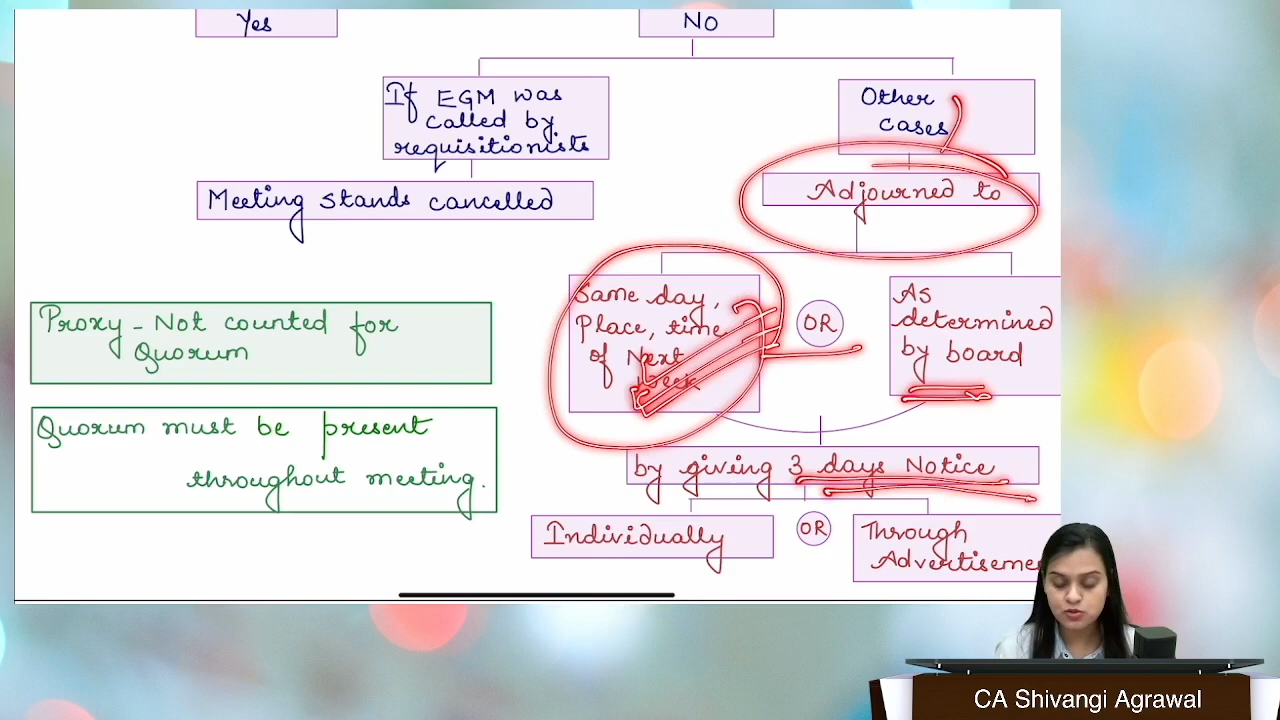 Yes
NO
If EGM was
called by
requisitionists
Other
cases
Meeting stands cancelled
Adjourned to
Same day,
Place, time
of Next
week
OR
As
determined
by board
Proxy - Not counted for
Quorum
Quorum must be present
throughout meeting.
by giving 3 days Notice
Individually
OR
Through
Advertiseme
CA Shivangi Agrawal